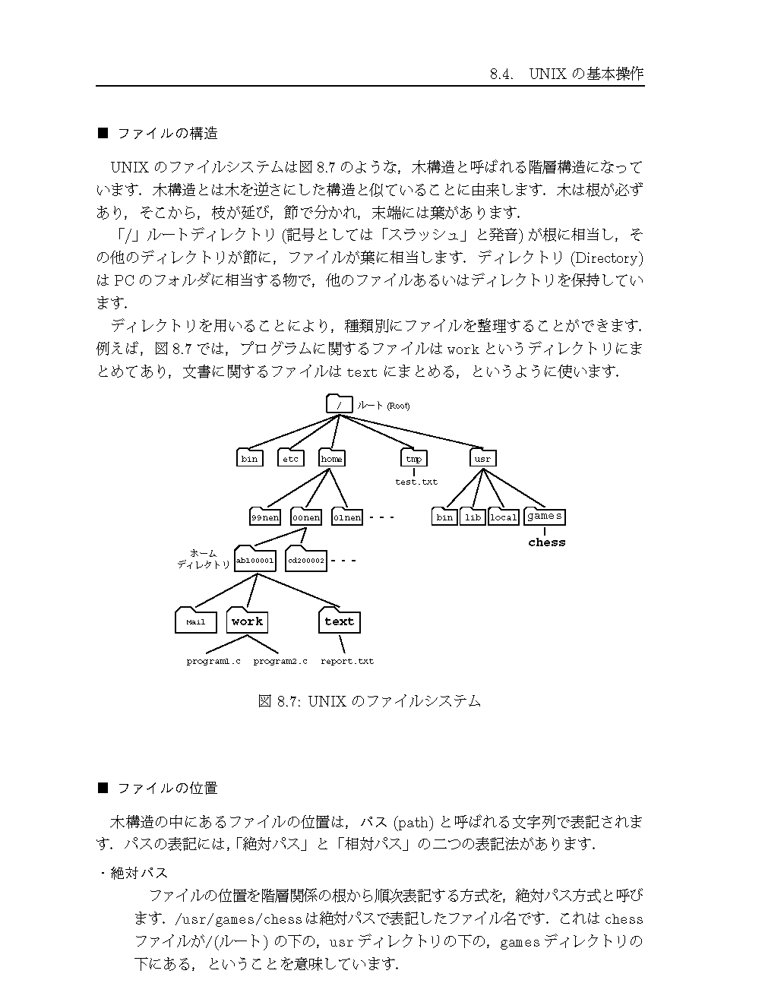 8.4. UNIX の基本操作
■ ファイルの構造
UNIX のファイルシステムは図 8.7 のような，木構造と呼ばれる階層構造になって
います．木構造とは木を逆さにした構造と似ていることに由来します．木は根が必ず
あり，そこから，枝が延び，節で分かれ，末端には葉があります．
「/」ルートディレクトリ (記号としては「スラッシュ」と発音) が根に相当し，そ
の他のディレクトリが節に，ファイルが葉に相当します．ディレクトリ (Directory)
は PC のフォルダに相当する物で，他のファイルあるいはディレクトリを保持してい
ます．
ディレクトリを用いることにより，種類別にファイルを整理することができます．
例えば，図 8.7 では，プログラムに関するファイルは work というディレクトリにま
とめてあり，文書に関するファイルは text にまとめる，というように使います．
/ ルート (Root)
bin etc home tmp usr
test.txt
99nen 00nen 01nen - - - bin lib local games
chess
ホーム
ディレクトリ ab100001 cd200002 - - -
Mail work text
program1.c program2.c report.txt
図 8.7: UNIX のファイルシステム
■ ファイルの位置
木構造の中にあるファイルの位置は，パス (path) と呼ばれる文字列で表記されま
す．パスの表記には，「絶対パス」と「相対パス」の二つの表記法があります．
・絶対パス
ファイルの位置を階層関係の根から順次表記する方式を，絶対パス方式と呼び
ます．/usr/games/chess は絶対パスで表記したファイル名です．これは chess
ファイルが/(ルート) の下の，usr ディレクトリの下の，games ディレクトリの
下にある，ということを意味しています．